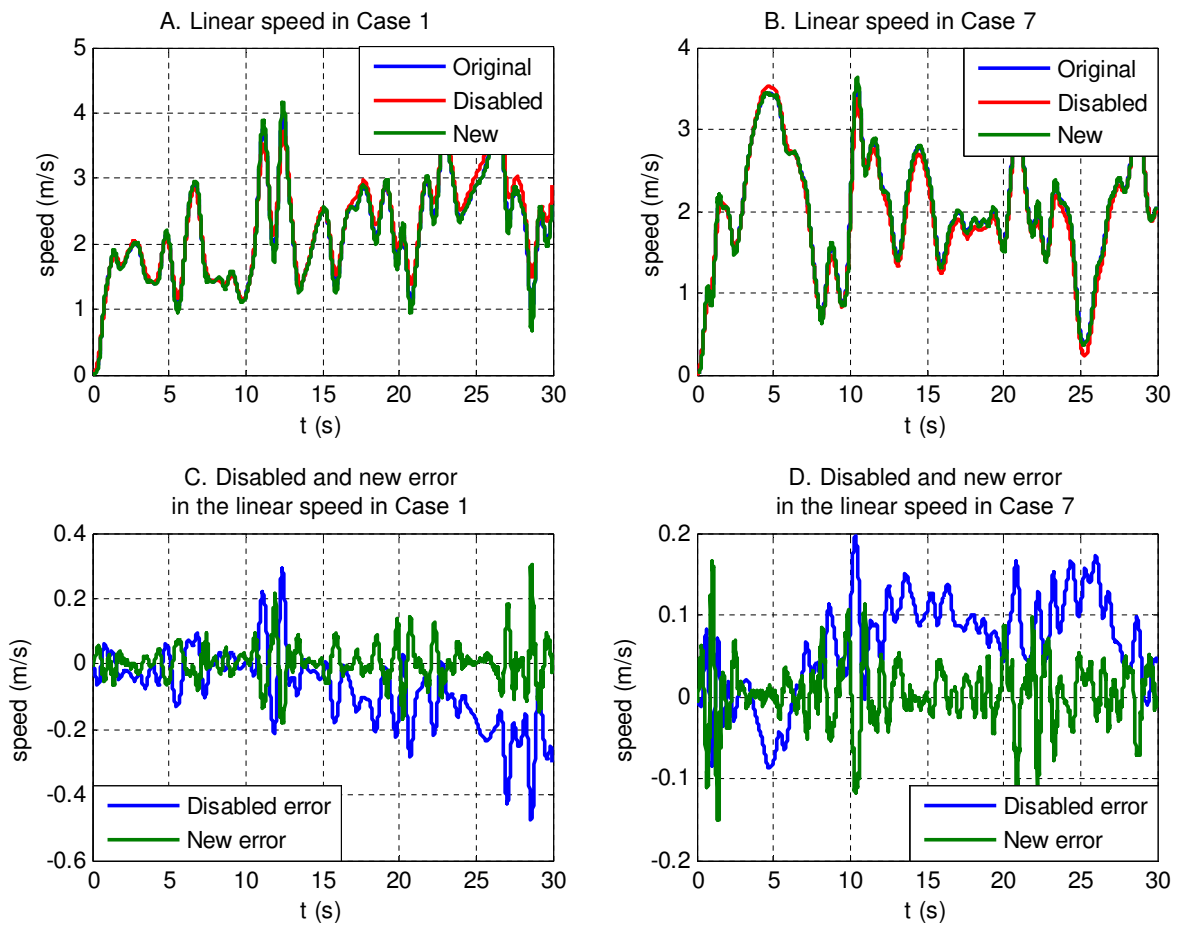 A. Linear speed in Case 1
5
4
3
2
1
0
speed (m/s)
Original
Disabled
New
0 5 10 15 20 25 30
t (s)
B. Linear speed in Case 7
4
3
2
1
0
speed (m/s)
Original
Disabled
New
0 5 10 15 20 25 30
t (s)
C. Disabled and new error
in the linear speed in Case 1
0.4
0.2
0
-0.2
-0.4
-0.6
speed (m/s)
Disabled error
New error
0 5 10 15 20 25 30
t (s)
D. Disabled and new error
in the linear speed in Case 7
0.2
0.1
0
-0.1
-0.2
speed (m/s)
Disabled error
New error
0 5 10 15 20 25 30
t (s)